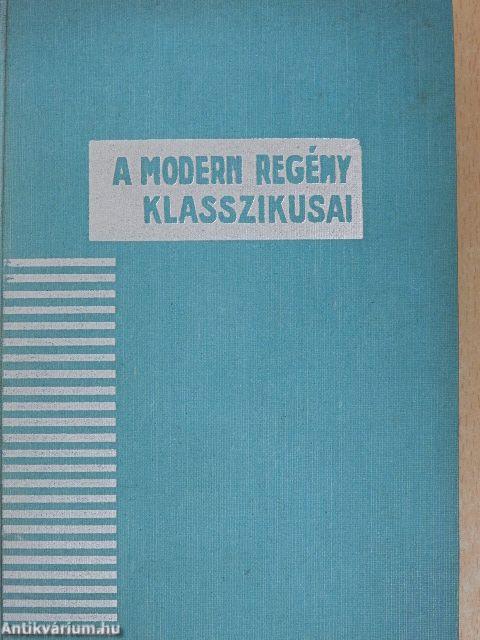 A MODERN REGÉNY
KLASSZIKUSAI
Antikvárium.hu